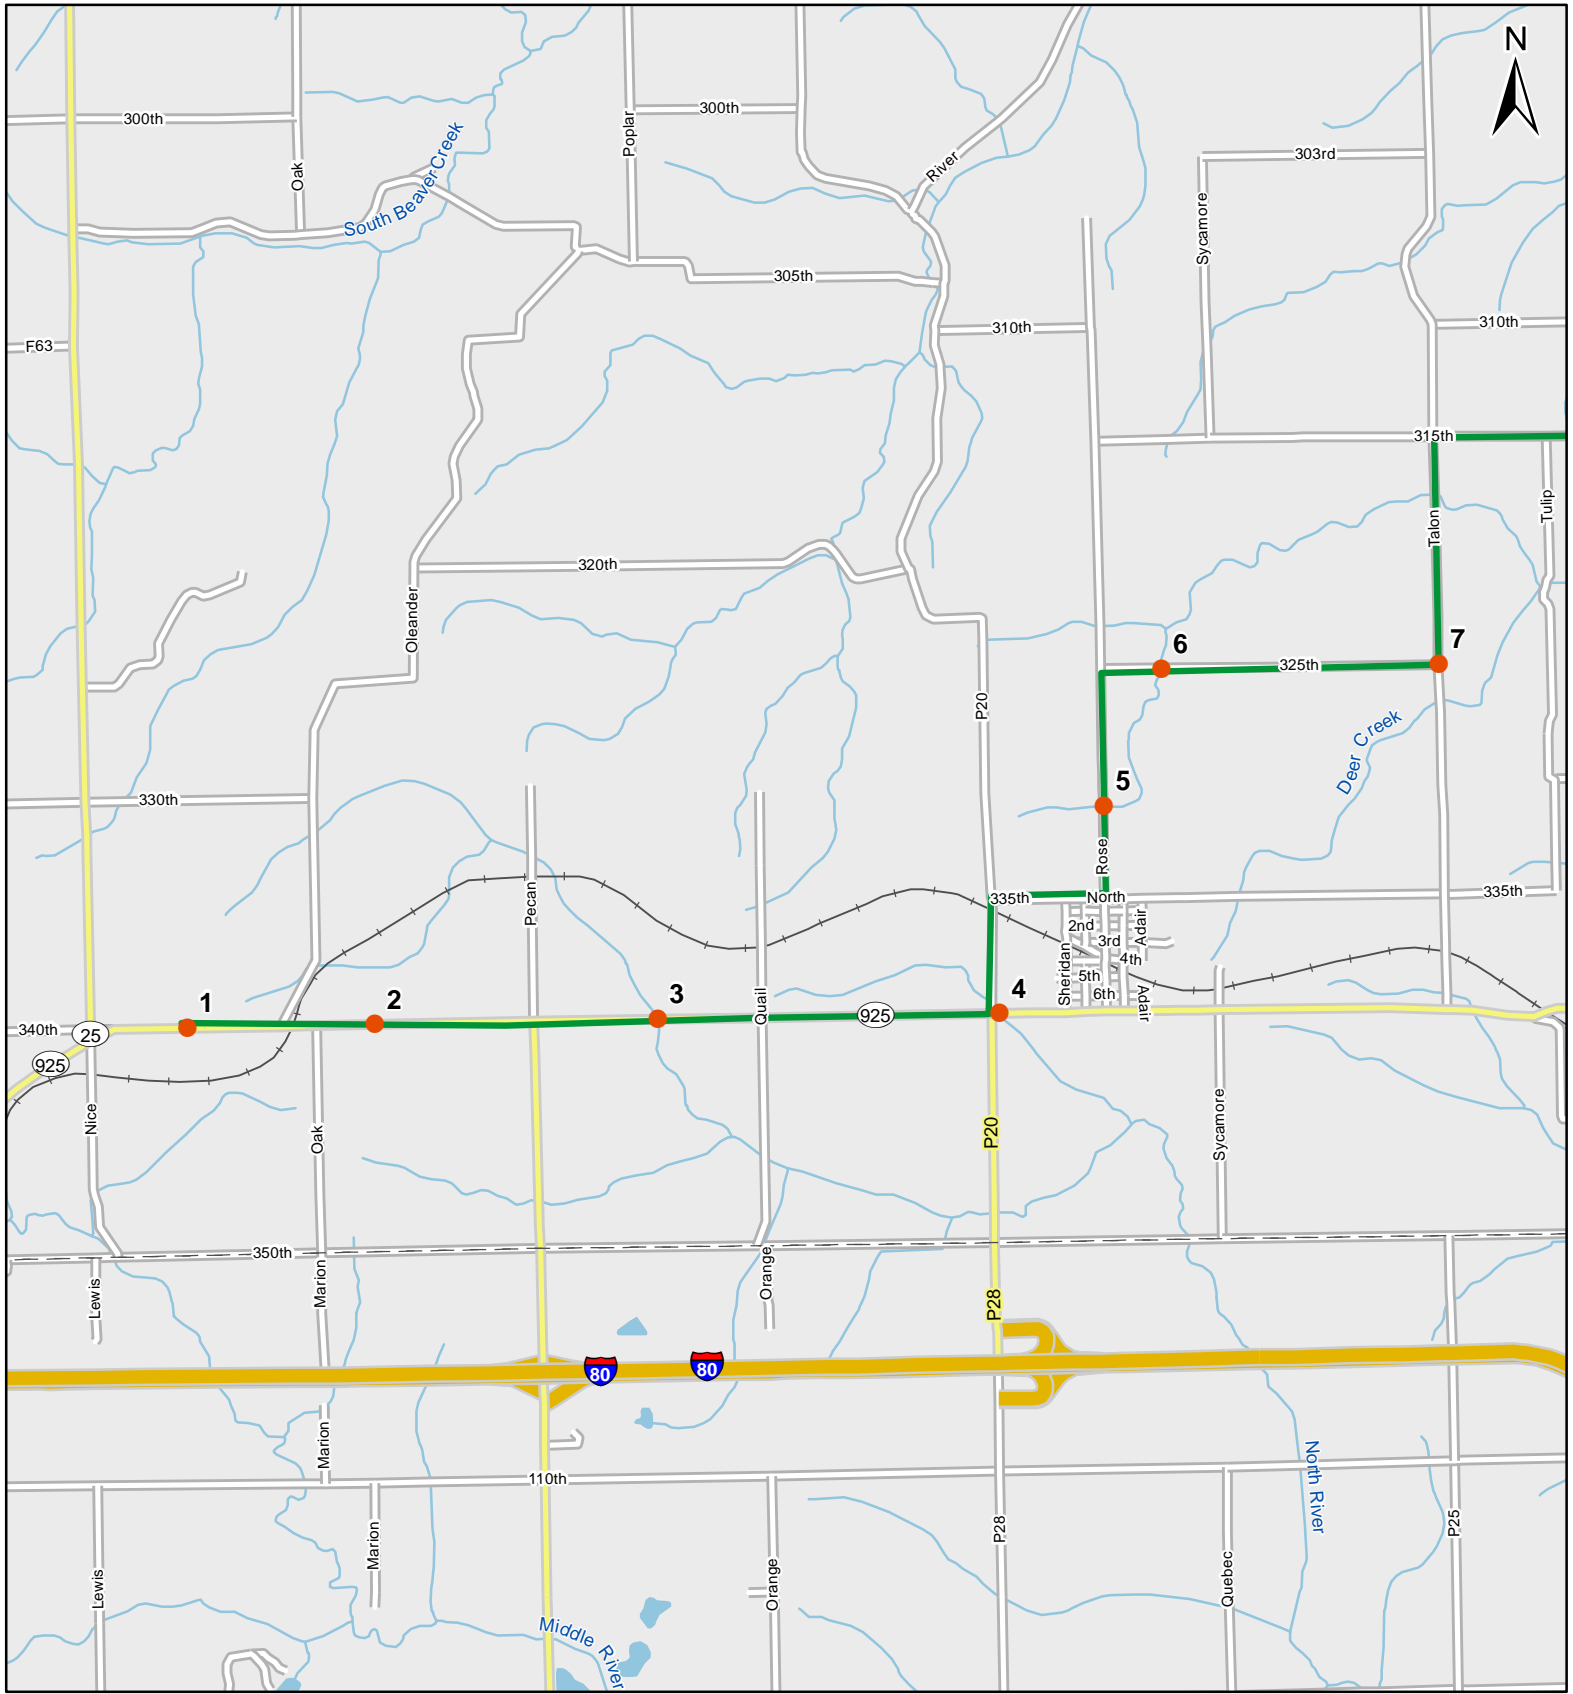 N
300th
300th
Poplar
Oak
South Beaver Creek
River
303rd
Sycamore
305th
310th
310th
F63
315th
Talon
Tulip
320th
Oleander
6
7
325th
P20
Deer Creek
330th
5
Rose
Pecan
335th
North
335th
2nd
Adair
3rd
4th
Sheridan
5th
6th
Adair
1
2
3
4
Quail
925
340th
25
925
Nice
Oak
P20
Sycamore
350th
Lewis
Marion
Orange
P28
80
80
Marion
110th
North River
Marion
P28
P25
Lewis
Orange
Quebec
Middle River